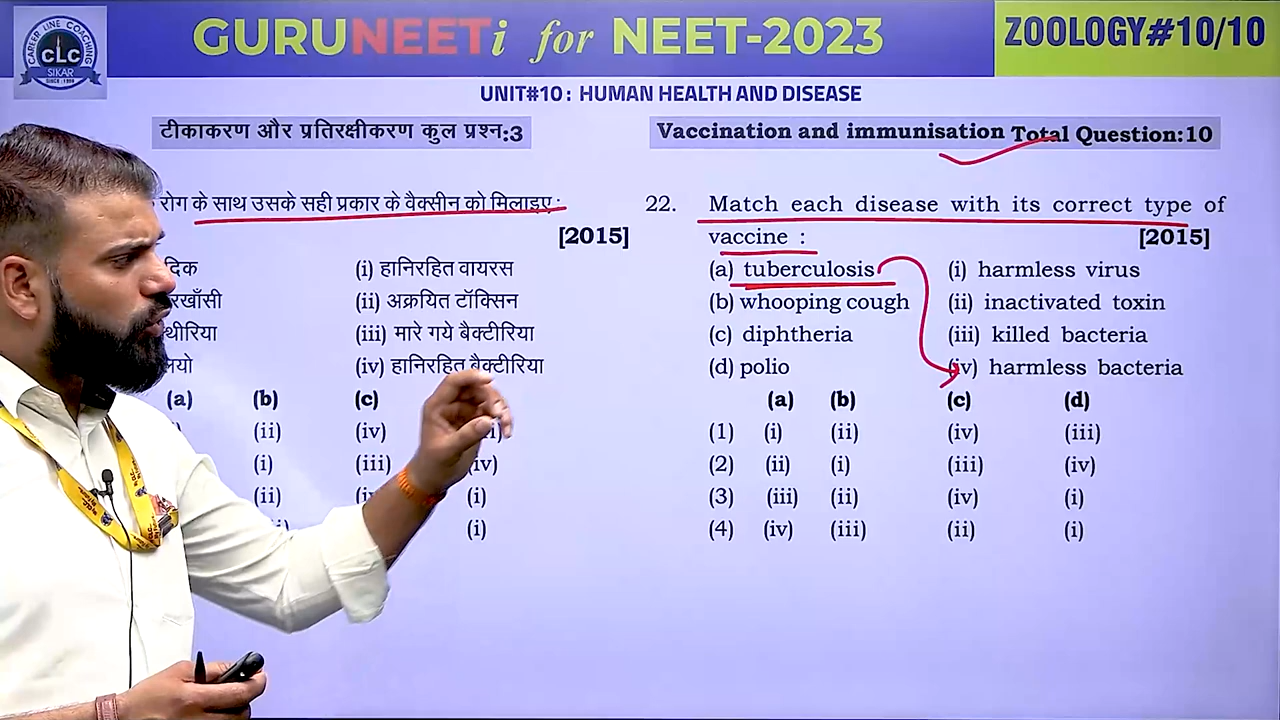 CAREER LINE COACHING
CLC
SIKAR
SINCE : 1996
GURUNEETi for NEET-2023
ZOOLOGY#10/10
UNIT#10 : HUMAN HEALTH AND DISEASE
टीकाकरण और प्रतिरक्षीकरण कुल प्रश्न:3
रोग के साथ उसके सही प्रकार के वैक्सीन को मिलाइए :
[2015]
(i) हानिरहित वायरस
(ii) अक्रयित टॉक्सिन
(iii) मारे गये बैक्टीरिया
(iv) हानिरहित बैक्टीरिया
(a) (b) (c)
(ii) (iv)
(i) (iii) (iv)
(ii) (i)
(i)
Vaccination and immunisation Total Question:10
22. Match each disease with its correct type of
vaccine : [2015]
(a) tuberculosis (i) harmless virus
(b) whooping cough (ii) inactivated toxin
(c) diphtheria (iii) killed bacteria
(d) polio (iv) harmless bacteria
(a) (b) (c) (d)
(1) (i) (ii) (iv) (iii)
(2) (ii) (i) (iii) (iv)
(3) (iii) (ii) (iv) (i)
(4) (iv) (iii) (ii) (i)